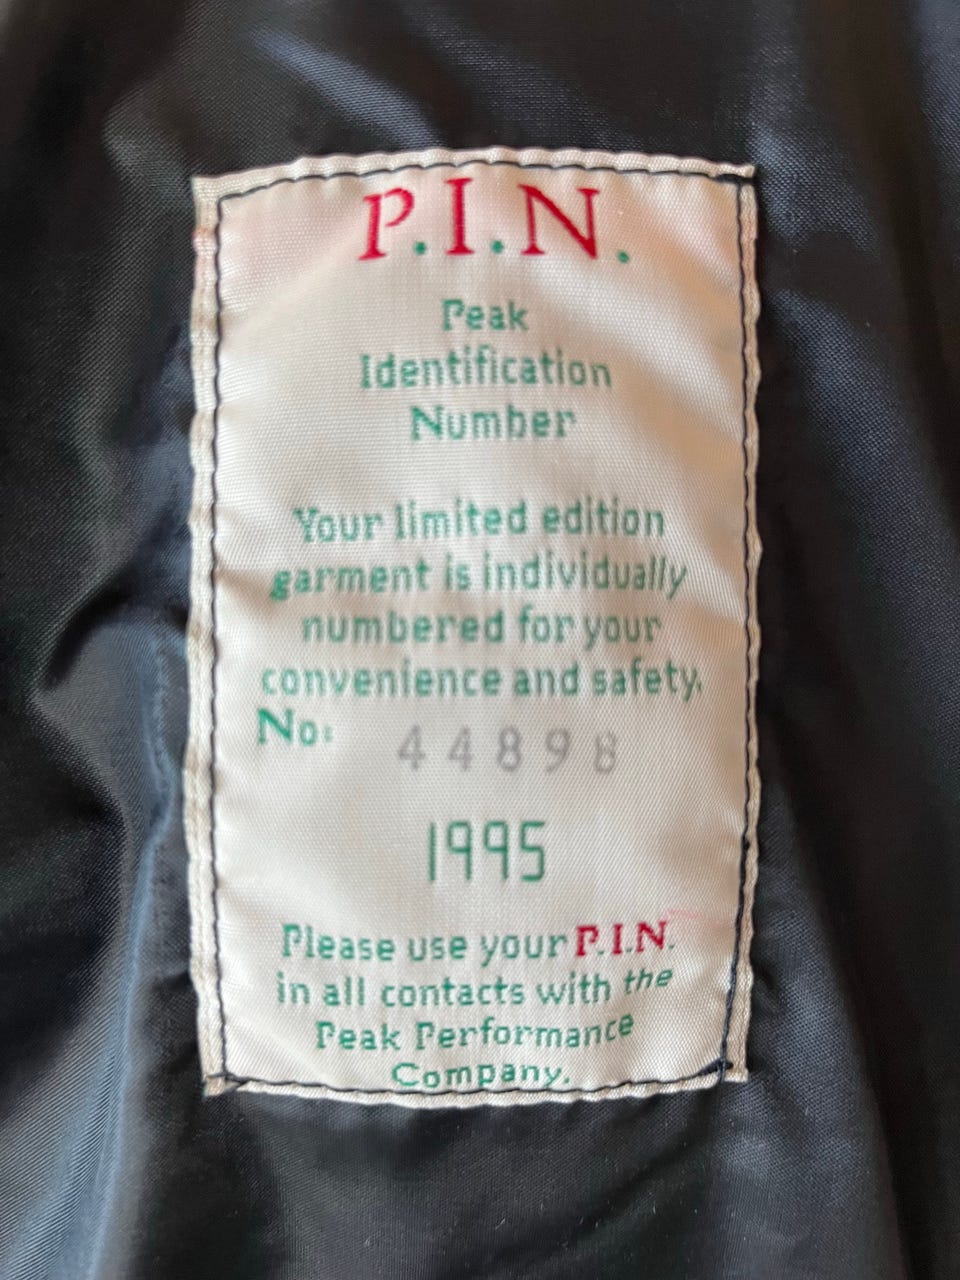 P.I.N.
Peak
Identification
Number
Your limited edition
garment is individually
numbered for your
convenience and safety.
No: 44898
1995
Please use your P.I.N.
in all contacts with the
Peak Performance
Company.